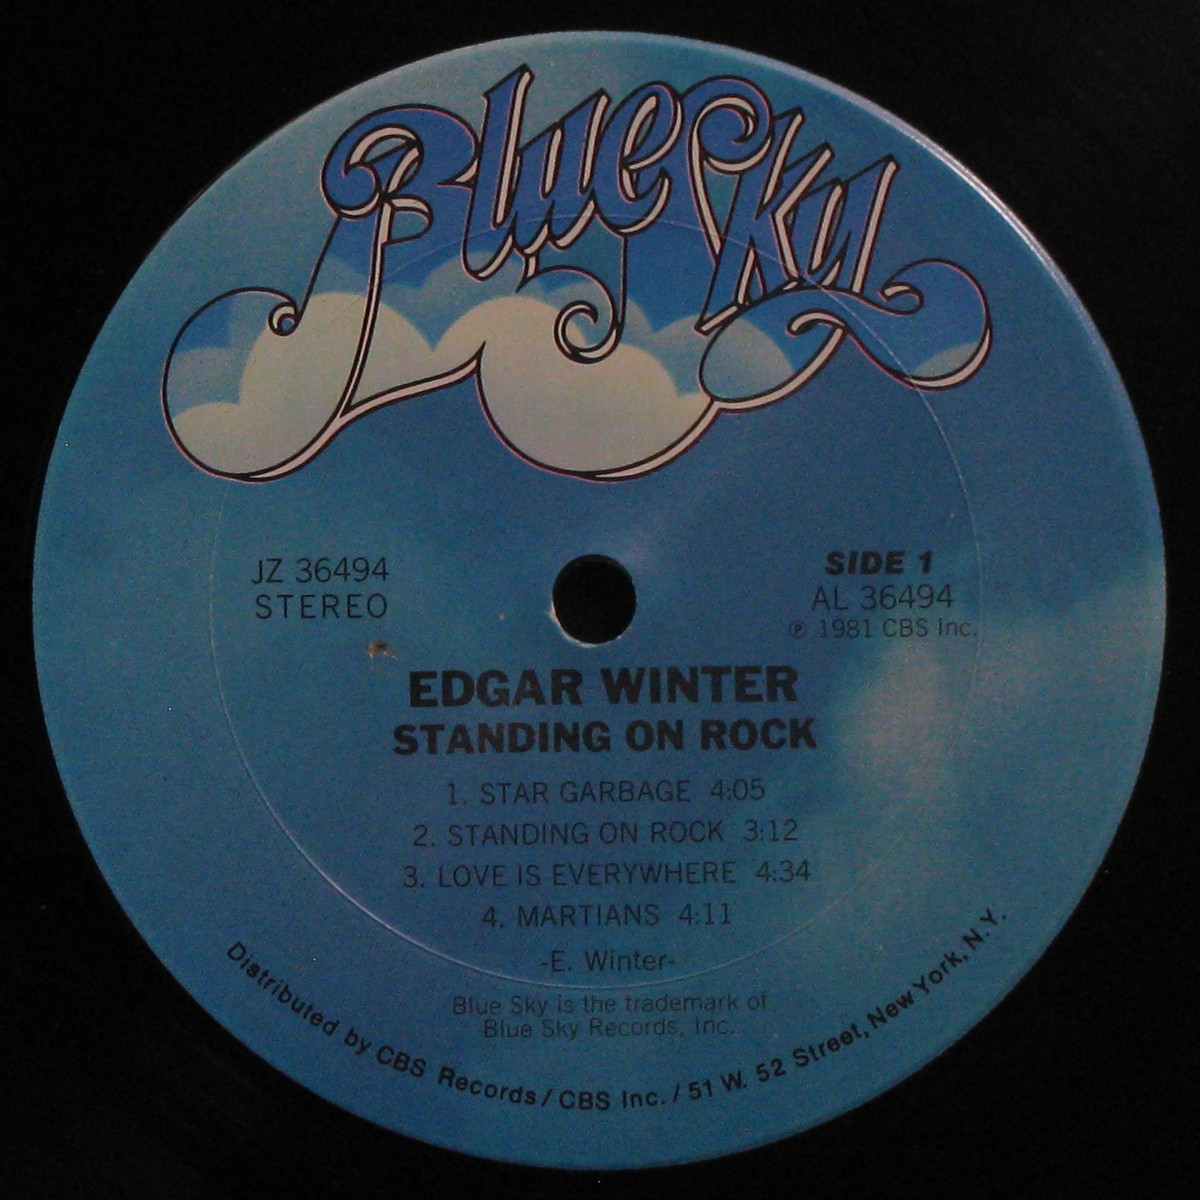 Blue Sky
JZ 36494
STEREO
SIDE 1
AL 36494
℗ 1981 CBS Inc.
EDGAR WINTER
STANDING ON ROCK
1. STAR GARBAGE 4:05
2. STANDING ON ROCK 3:12
3. LOVE IS EVERYWHERE 4:34
4. MARTIANS 4:11
-E. Winter-
Blue Sky is the trademark of
Blue Sky Records, Inc.
Distributed by CBS Records/CBS Inc./51 W. 52 Street, New York, N.Y.